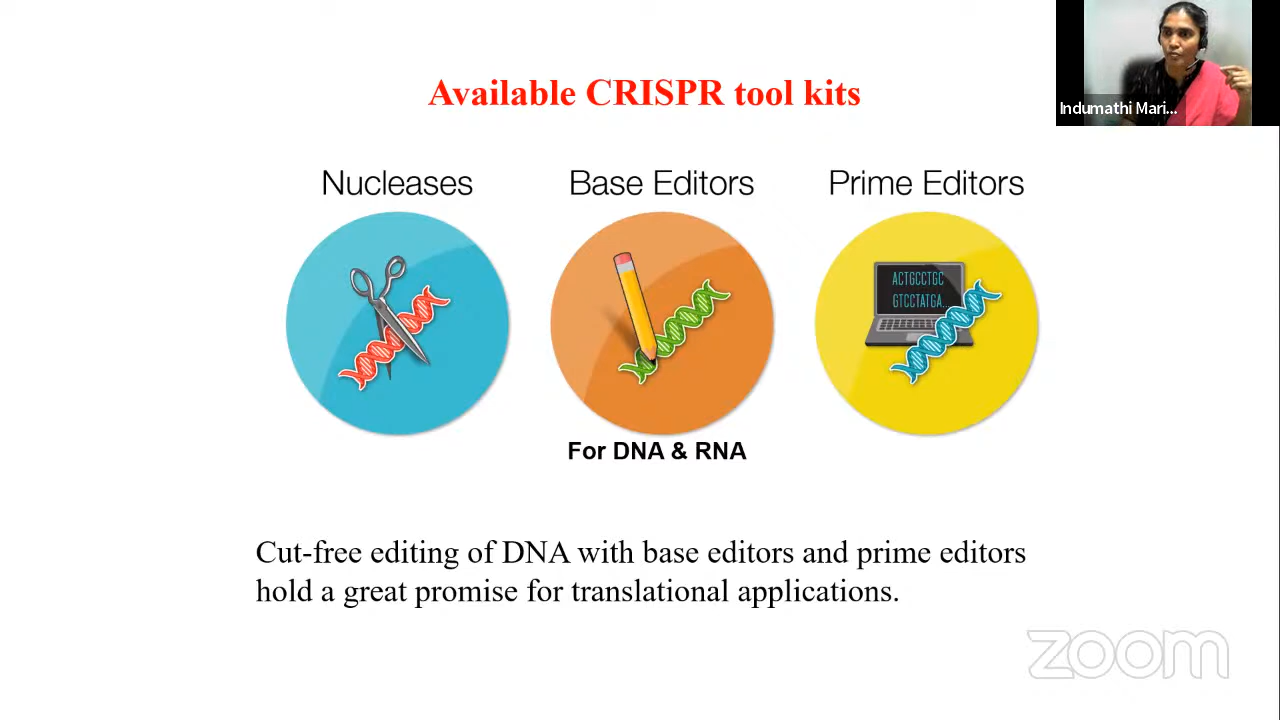 Available CRISPR tool kits
Indumathi Mari...
Nucleases
Base Editors
Prime Editors
ACTGCCTGC
GTCCTATGA...
For DNA & RNA
Cut-free editing of DNA with base editors and prime editors
hold a great promise for translational applications.
zoom